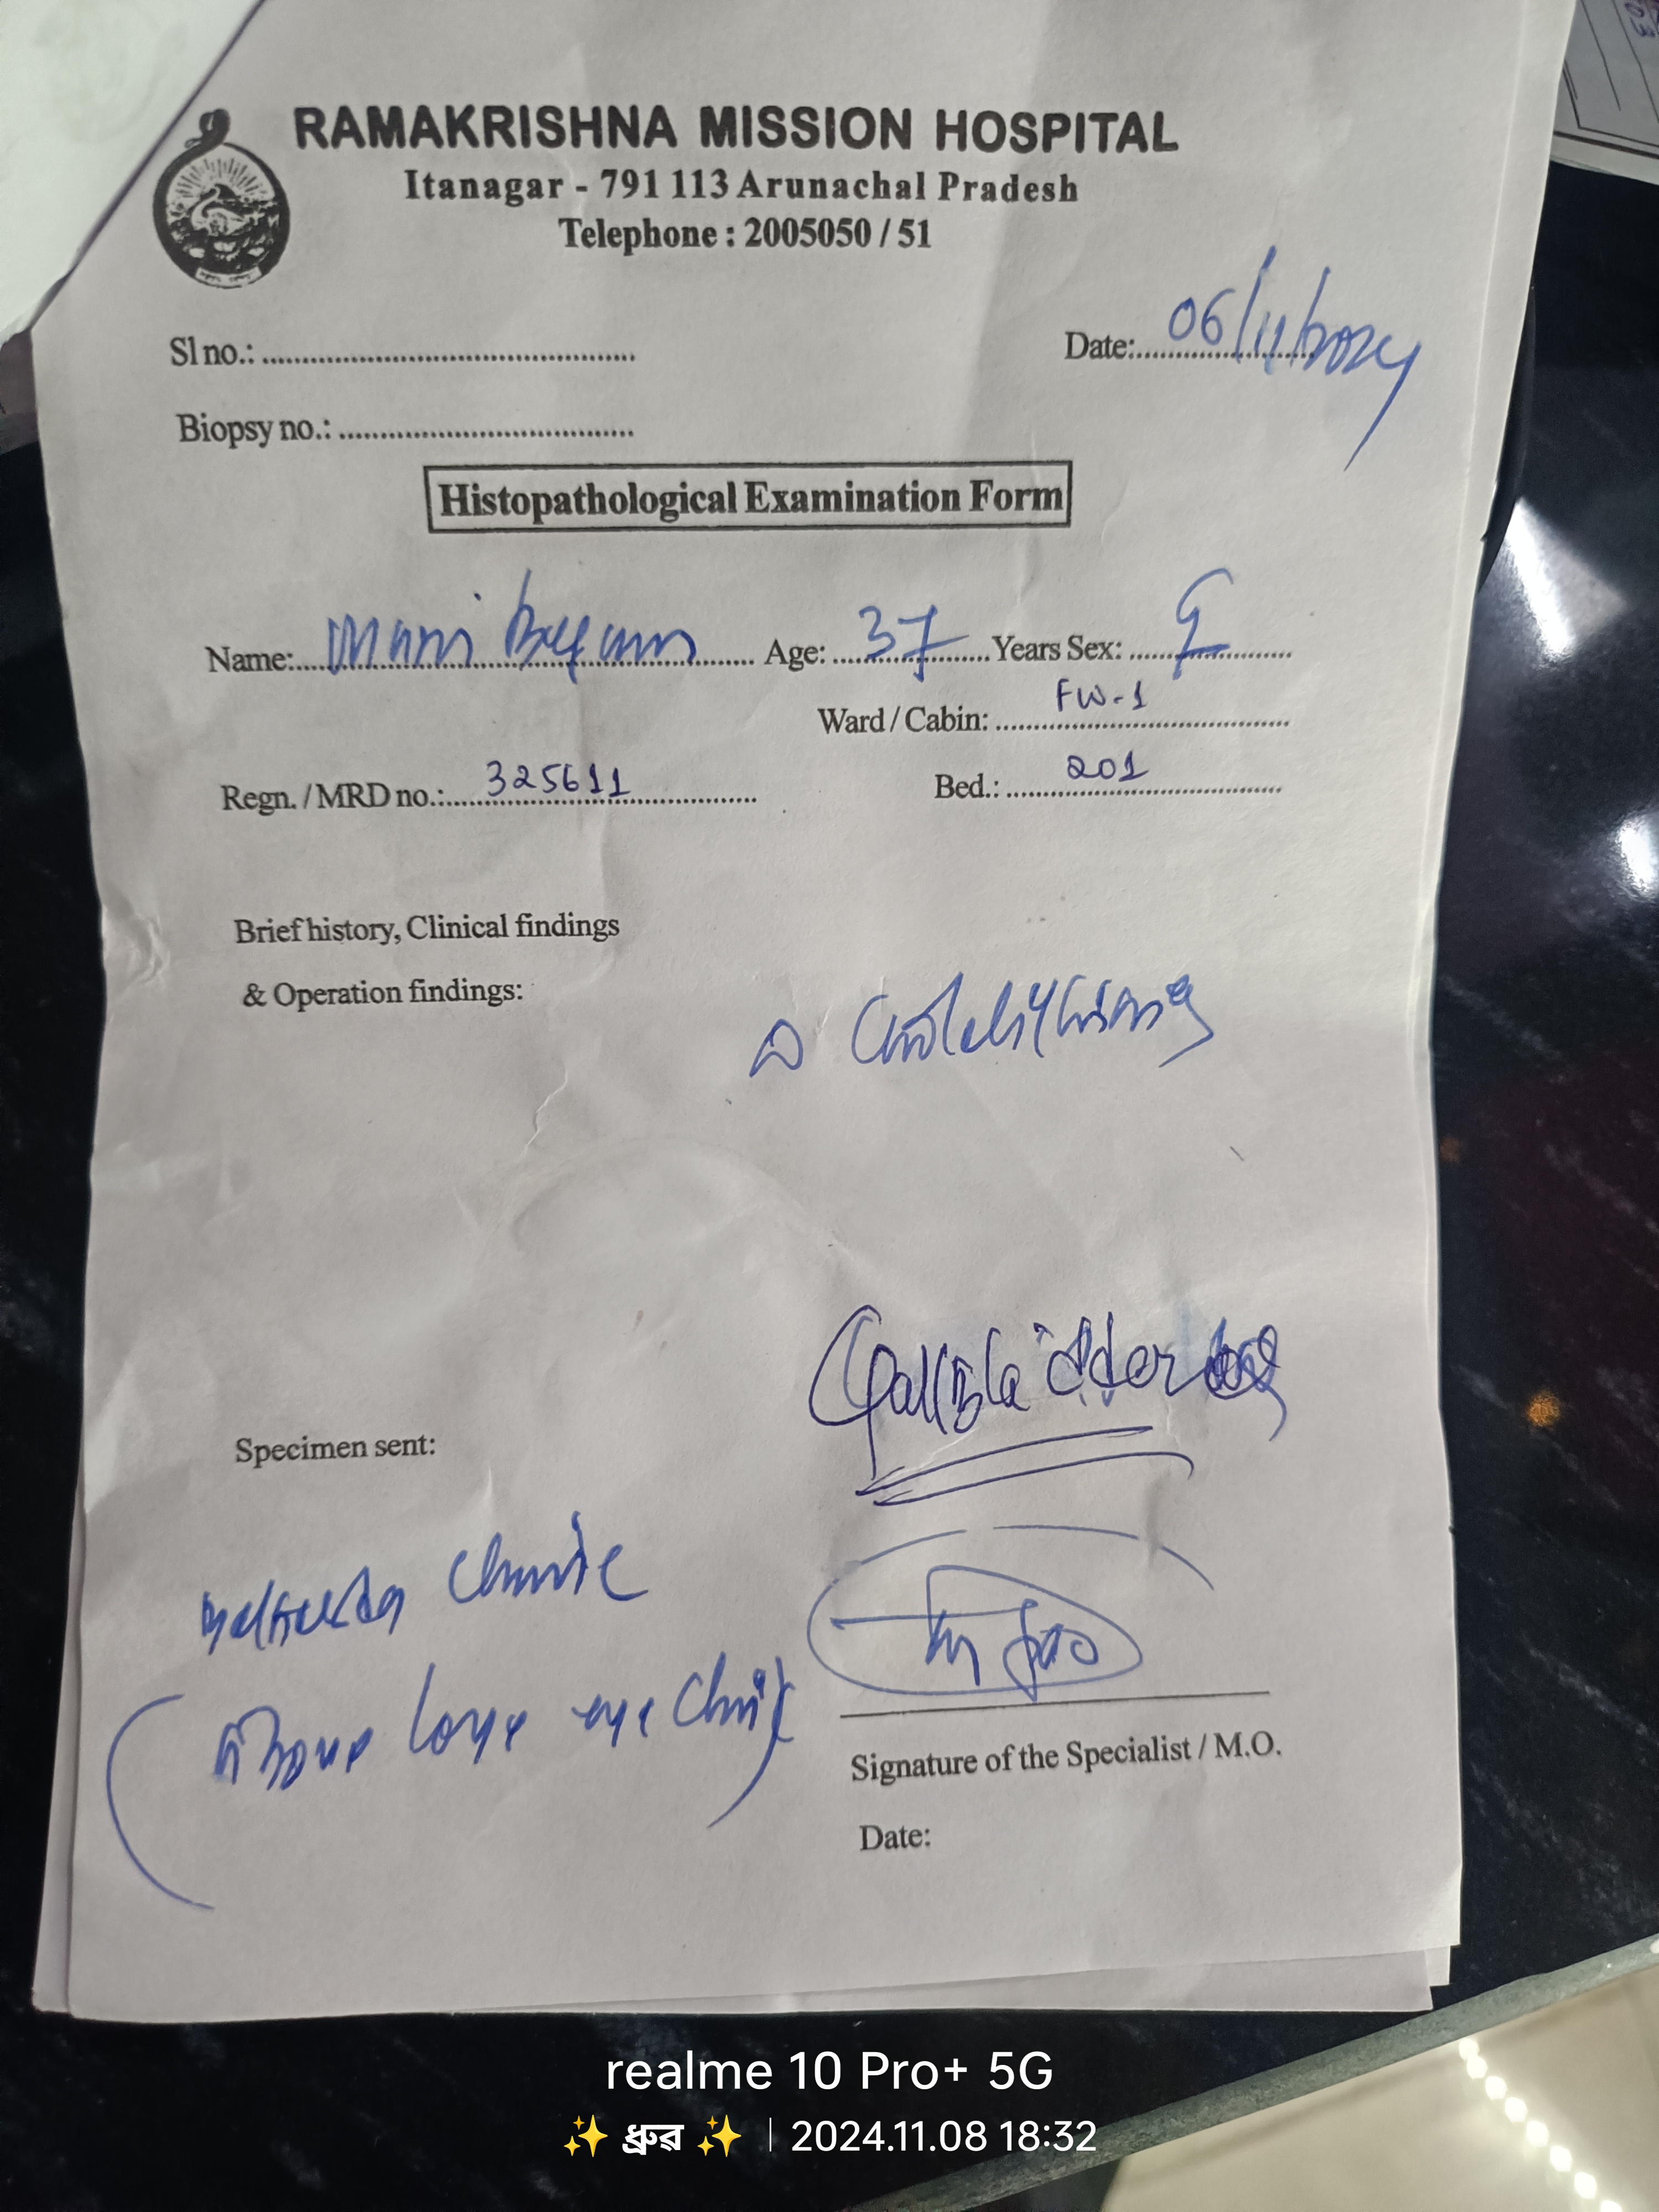 RAMAKRISHNA MISSION HOSPITAL
Itanagar - 791 113 Arunachal Pradesh
Telephone : 2005050 / 51
Sl no.: ..............................
Date: 06/11/2024
Biopsy no.: ..............................
Histopathological Examination Form
Name: Age: 37 Years Sex:
Ward / Cabin: FW-1
Regn. / MRD no.: 325611
Bed.: 201
Brief history, Clinical findings
& Operation findings:
Specimen sent:
eye Clinic
Signature of the Specialist / M.O.
Date:
realme 10 Pro+ 5G
✨ ধ্রুৱ ✨ | 2024.11.08 18:32